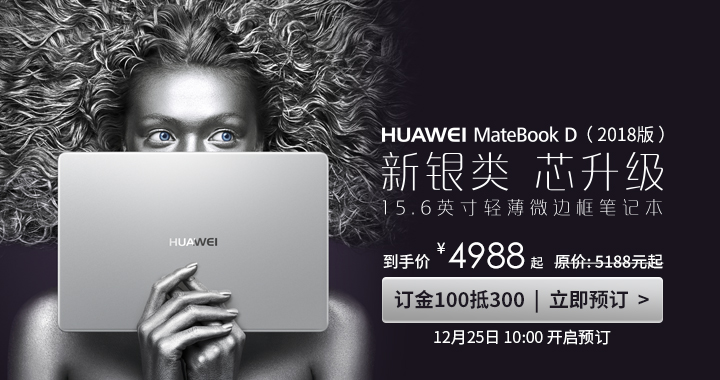 HUAWEI
HUAWEI MateBook D（2018版）
新银类 芯升级
15.6英寸轻薄微边框笔记本
到手价 ¥4988起 原价: 5188元起
订金100抵300 | 立即预订 >
12月25日 10:00 开启预订